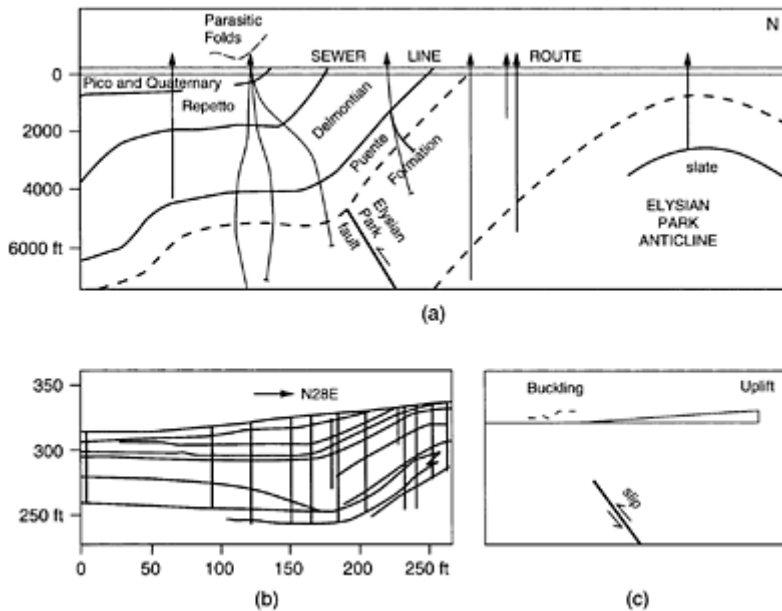 Parasitic
Folds
N
SEWER LINE ROUTE
0
Pico and Quaternary
Repetto
2000
Delmontian
Puente
Formation
4000
slate
Elysian
Park
fault
ELYSIAN
PARK
ANTICLINE
6000 ft
(a)
350
N28E
300
250 ft
0 50 100 150 200 250 ft
(b)
Buckling Uplift
slip
(c)